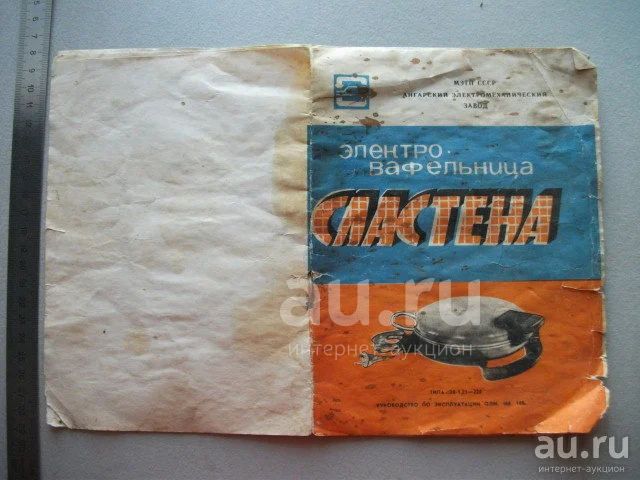 МЭТП СССР
АНГАРСКИЙ ЭЛЕКТРОМЕХАНИЧЕСКИЙ
ЗАВОД
электро.
вафельница
СЛАСТЕНА
au.ru
интернет-аукцион
ТИПА
РУКОВОДСТВО ПО ЭКСПЛУАТАЦИИ
au.ru
интернет-аукцион